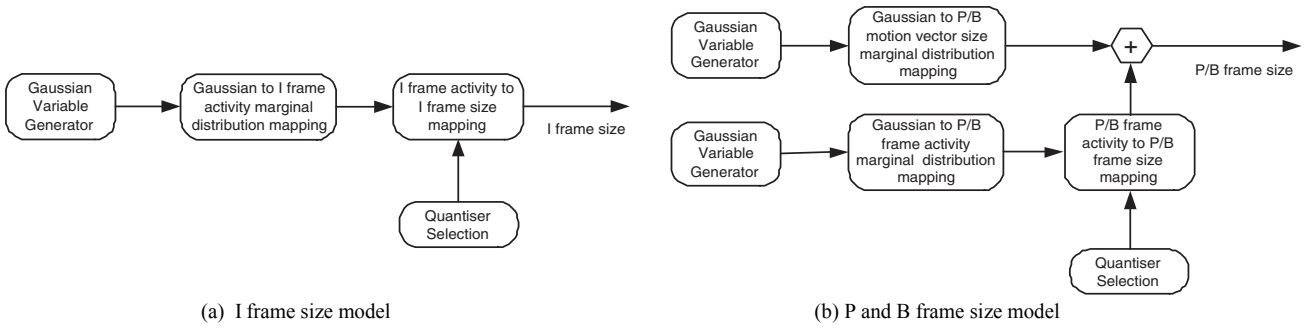 Gaussian
Variable
Generator
Gaussian to I frame
activity marginal
distribution mapping
I frame activity to
I frame size
mapping
I frame size
Quantiser
Selection
(a) I frame size model
Gaussian
Variable
Generator
Gaussian to P/B
motion vector size
marginal distribution
mapping
+
P/B frame size
Gaussian
Variable
Generator
Gaussian to P/B
frame activity
marginal distribution
mapping
P/B frame
activity to P/B
frame size
mapping
Quantiser
Selection
(b) P and B frame size model